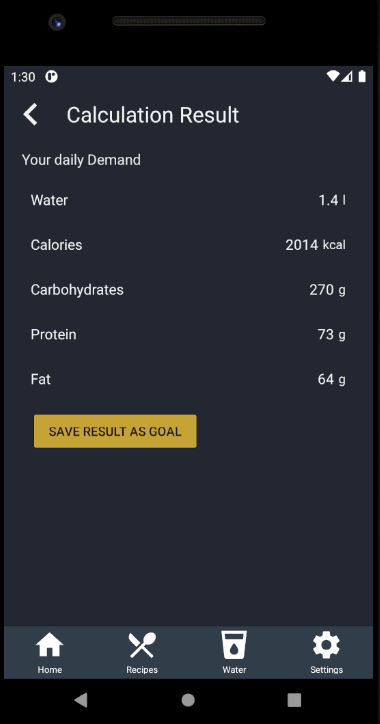 1:30
Calculation Result
Your daily Demand
Water 1.4 l
Calories 2014 kcal
Carbohydrates 270 g
Protein 73 g
Fat 64 g
SAVE RESULT AS GOAL
Home Recipes Water Settings